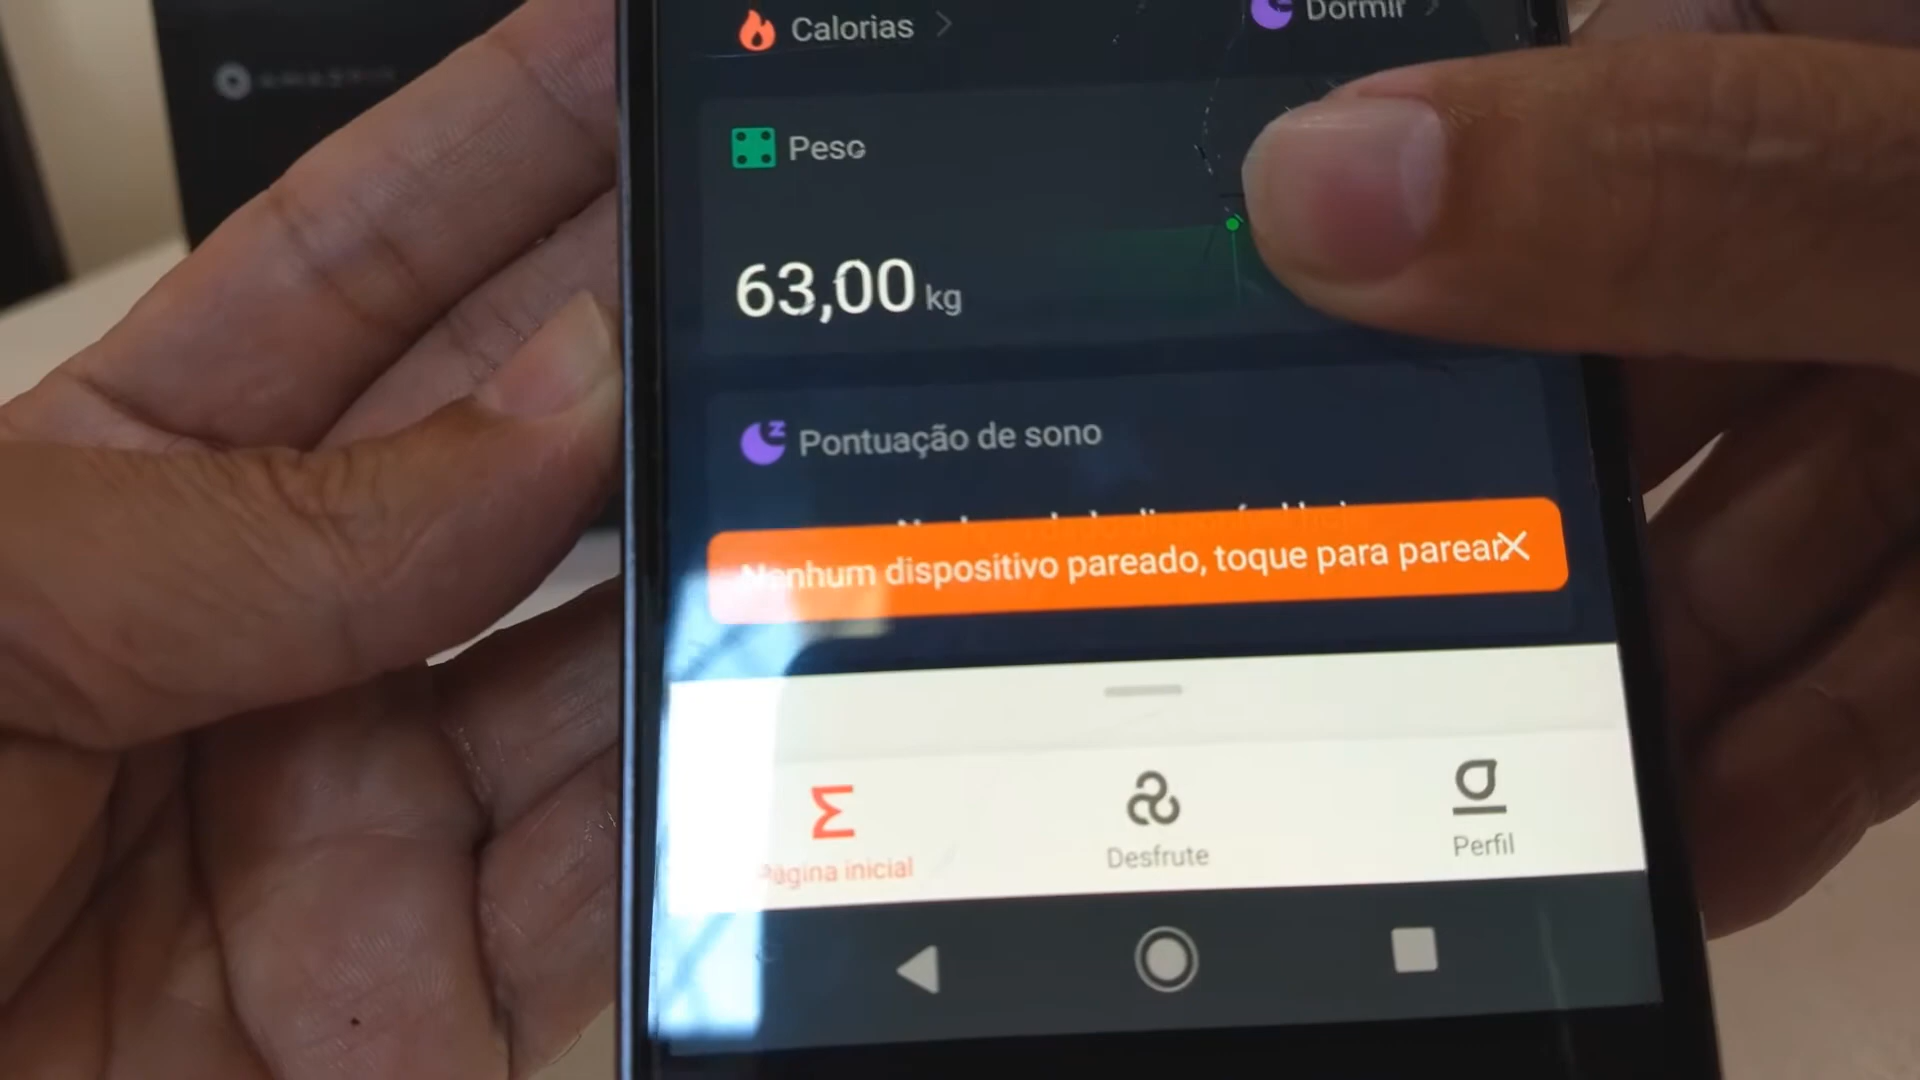 Calorias
Dormir
Peso
63,00 kg
Pontuação de sono
Nenhum dispositivo pareado, toque para parear
Página inicial
Desfrute
Perfil